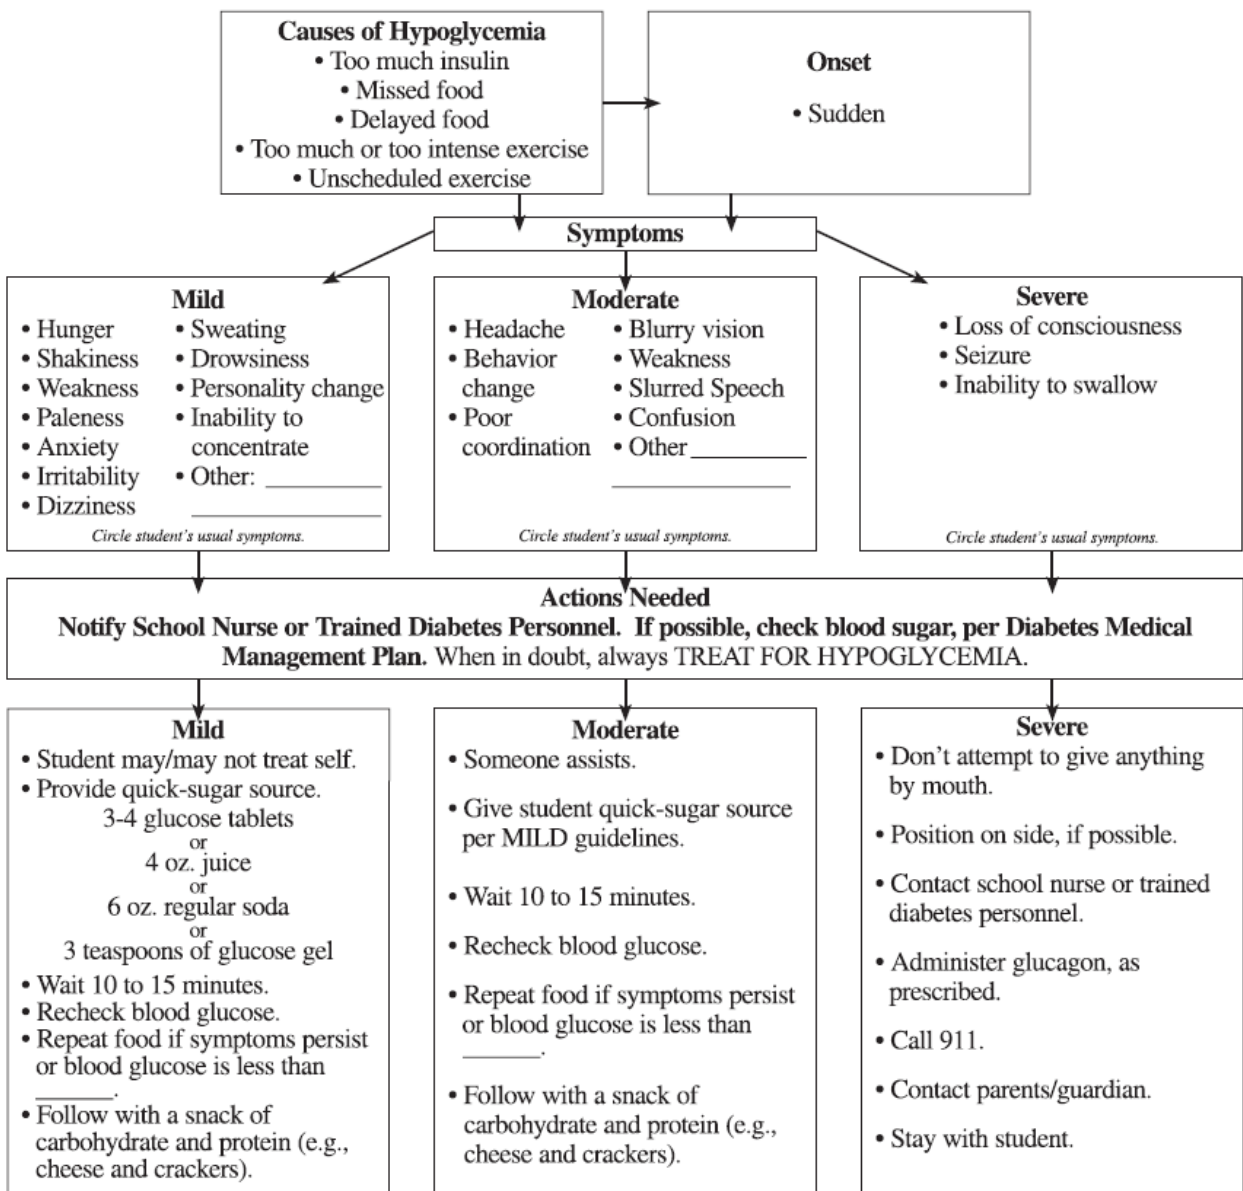 Causes of Hypoglycemia
• Too much insulin
• Missed food
• Delayed food
• Too much or too intense exercise
• Unscheduled exercise
Onset
• Sudden
Symptoms
Mild
• Hunger
• Shakiness
• Weakness
• Paleness
• Anxiety
• Irritability
• Dizziness
• Sweating
• Drowsiness
• Personality change
• Inability to
concentrate
• Other: __________
________________
Circle student's usual symptoms.
Moderate
• Headache
• Behavior
change
• Poor
coordination
• Blurry vision
• Weakness
• Slurred Speech
• Confusion
• Other __________
_______________
Circle student's usual symptoms.
Severe
• Loss of consciousness
• Seizure
• Inability to swallow
Circle student's usual symptoms.
Actions Needed
Notify School Nurse or Trained Diabetes Personnel. If possible, check blood sugar, per Diabetes Medical
Management Plan. When in doubt, always TREAT FOR HYPOGLYCEMIA.
Mild
• Student may/may not treat self.
• Provide quick-sugar source.
3-4 glucose tablets
or
4 oz. juice
or
6 oz. regular soda
or
3 teaspoons of glucose gel
• Wait 10 to 15 minutes.
• Recheck blood glucose.
• Repeat food if symptoms persist
or blood glucose is less than
______.
• Follow with a snack of
carbohydrate and protein (e.g.,
cheese and crackers).
Moderate
• Someone assists.
• Give student quick-sugar source
per MILD guidelines.
• Wait 10 to 15 minutes.
• Recheck blood glucose.
• Repeat food if symptoms persist
or blood glucose is less than
______.
• Follow with a snack of
carbohydrate and protein (e.g.,
cheese and crackers).
Severe
• Don't attempt to give anything
by mouth.
• Position on side, if possible.
• Contact school nurse or trained
diabetes personnel.
• Administer glucagon, as
prescribed.
• Call 911.
• Contact parents/guardian.
• Stay with student.